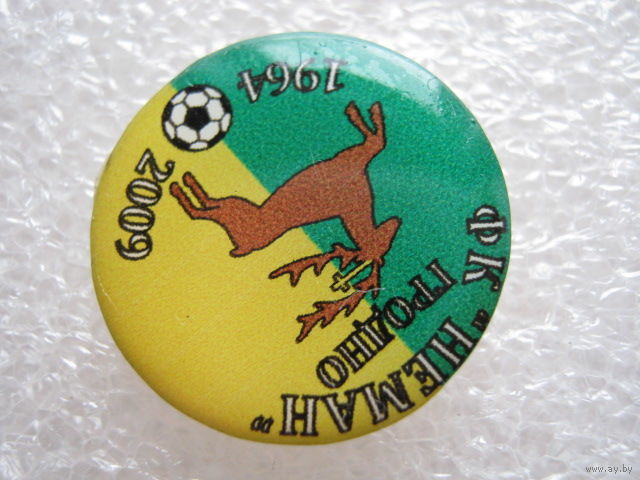 ФК "НЕМАН"
ГРОДНО
1964
2009
www.ay.by